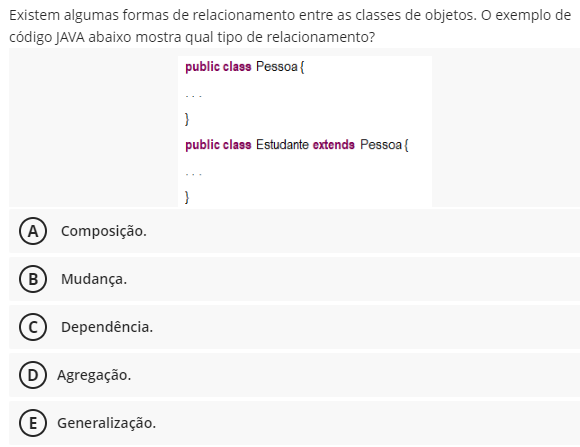 Existem algumas formas de relacionamento entre as classes de objetos. O exemplo de
código JAVA abaixo mostra qual tipo de relacionamento?
public class Pessoa {
. . .
}
public class Estudante extends Pessoa {
. . .
}
A Composição.
B Mudança.
C Dependência.
D Agregação.
E Generalização.